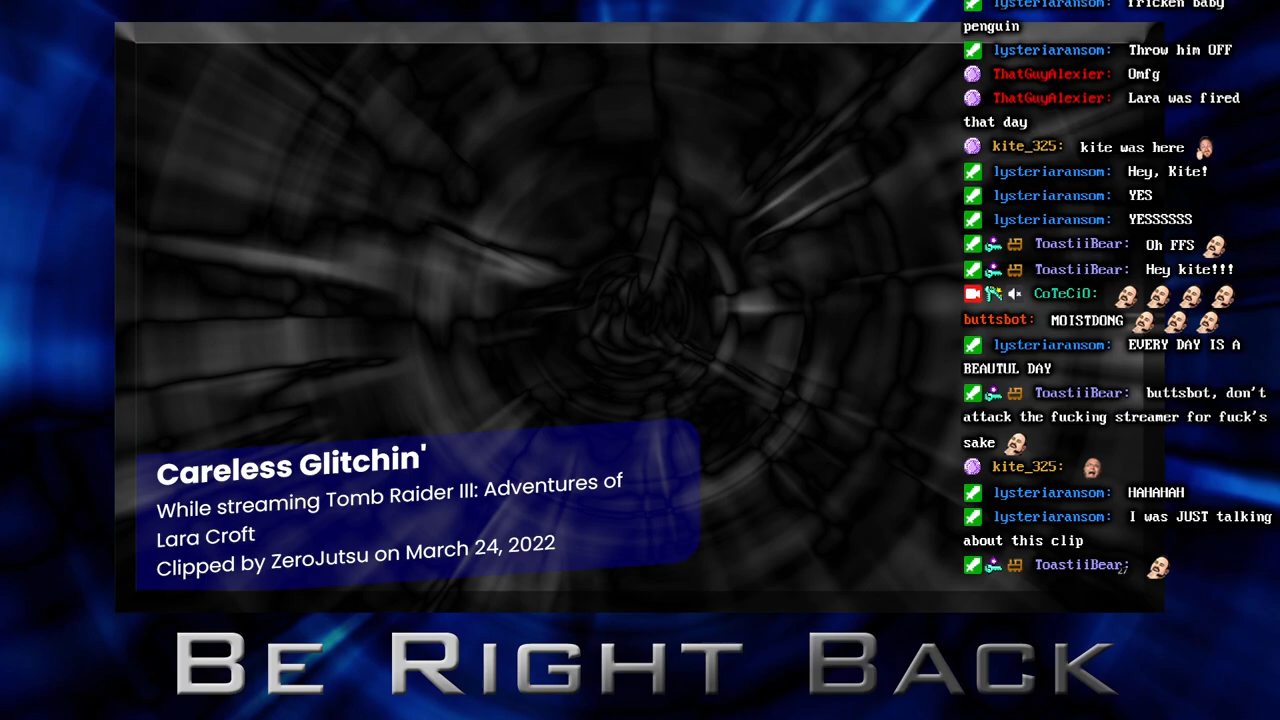 lysteriaransom: fricken baby
penguin
lysteriaransom: Throw him OFF
ThatGuyAlexier: Omfg
ThatGuyAlexier: Lara was fired
that day
kite_325: kite was here
lysteriaransom: Hey, Kite!
lysteriaransom: YES
lysteriaransom: YESSSSSS
ToastiiBear: Oh FFS
ToastiiBear: Hey kite!!!
CoTeCiO:
buttsbot: MOISTDONG
lysteriaransom: EVERY DAY IS A
BEAUTUL DAY
ToastiiBear: buttsbot, don't
attack the fucking streamer for fuck's
sake
kite_325:
lysteriaransom: HAHAHAH
lysteriaransom: I was JUST talking
about this clip
ToastiiBear:
Careless Glitchin'
While streaming Tomb Raider III: Adventures of
Lara Croft
Clipped by ZeroJutsu on March 24, 2022
BE RIGHT BACK